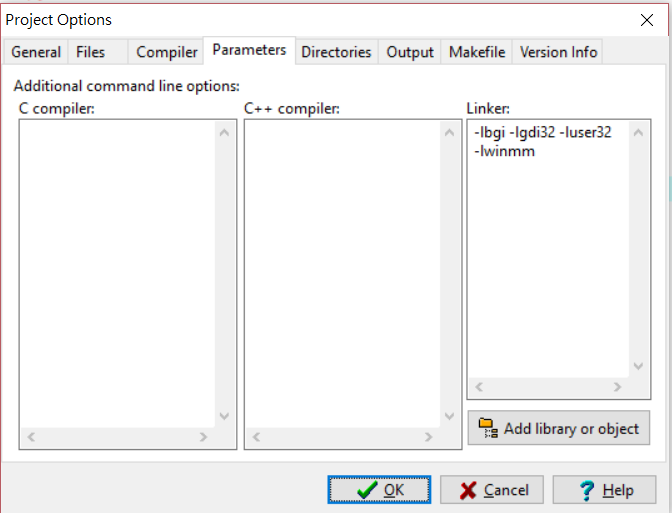 Project Options
General Files Compiler Parameters Directories Output Makefile Version Info
Additional command line options:
C compiler: C++ compiler: Linker:
-lbgi -lgdi32 -luser32
-lwinmm
Add library or object
OK Cancel Help